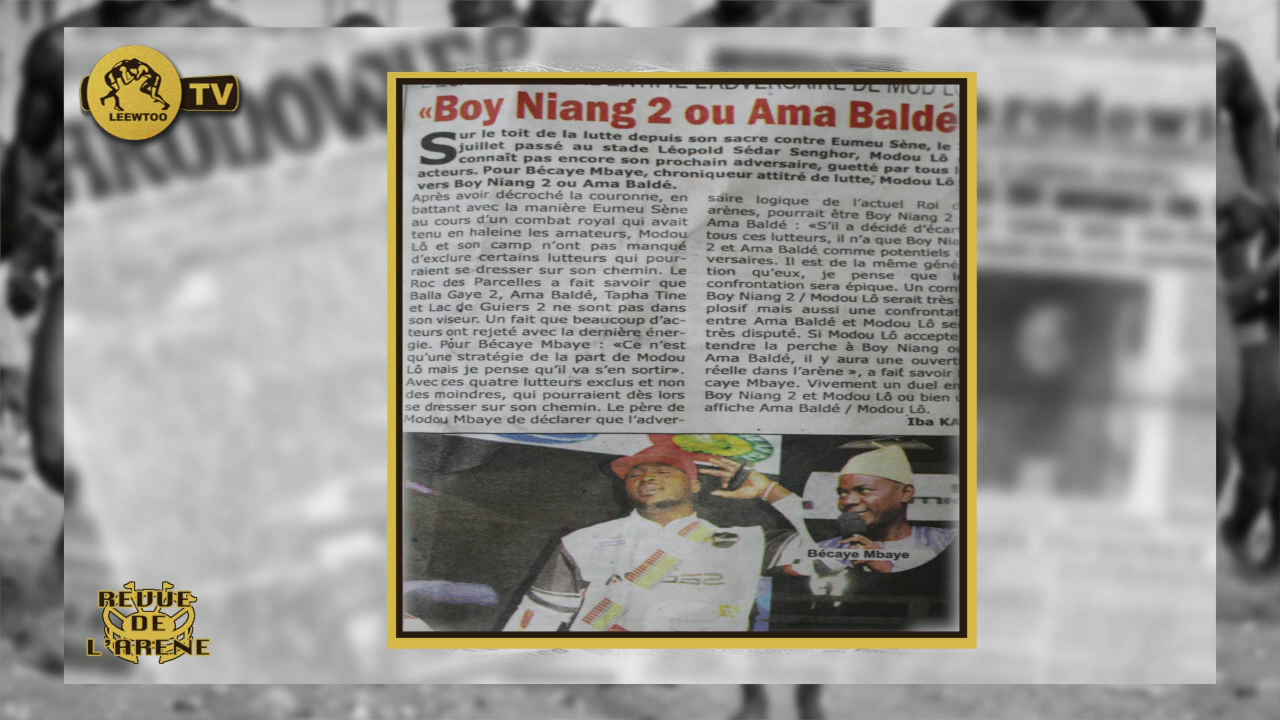 LEEWTOO
TV
L'ADVERSAIRE DE MOD
«Boy Niang 2 ou Ama Baldé
Sur le toit de la lutte depuis son sacre contre Eumeu Sène, le
juillet passé au stade Léopold Sédar Senghor, Modou Lô
connaît pas encore son prochain adversaire, guetté par tous
acteurs. Pour Bécaye Mbaye, chroniqueur attitré de lutte, Modou Lô
vers Boy Niang 2 ou Ama Baldé.
Après avoir décroché la couronne, en
battant avec la manière Eumeu Sène
au cours d'un combat royal qui avait
tenu en haleine les amateurs, Modou
Lô et son camp n'ont pas manqué
d'exclure certains lutteurs qui pour-
raient se dresser sur son chemin. Le
Roc des Parcelles a fait savoir que
Balla Gaye 2, Ama Baldé, Tapha Tine
et Lac de Guiers 2 ne sont pas dans
son viseur. Un fait que beaucoup d'ac-
teurs ont rejeté avec la dernière éner-
gie. Pour Bécaye Mbaye : «Ce n'est
qu'une stratégie de la part de Modou
Lô mais je pense qu'il va s'en sortir».
Avec ces quatre lutteurs exclus et non
des moindres, qui pourraient dès lors
se dresser sur son chemin. Le père de
Modou Mbaye de déclarer que l'adver-
saire logique de l'actuel Roi
arènes, pourrait être Boy Niang 2
Ama Baldé : «S'il a décidé d'écar
tous ces lutteurs, il n'a que Boy Nia
2 et Ama Baldé comme potentiels
versaires. Il est de la même géné
tion qu'eux, je pense que
confrontation sera épique. Un com
Boy Niang 2 / Modou Lô serait très
plosif mais aussi une confrontat
entre Ama Baldé et Modou Lô se
très disputé. Si Modou Lô accepte
tendre la perche à Boy Niang ou
Ama Baldé, il y aura une ouvert
réelle dans l'arène », a fait savoir
caye Mbaye. Vivement un duel en
Boy Niang 2 et Modou Lô ou bien
affiche Ama Baldé / Modou Lô.
Iba KA
Bécaye Mbaye
REVUE
DE
L'ARENE